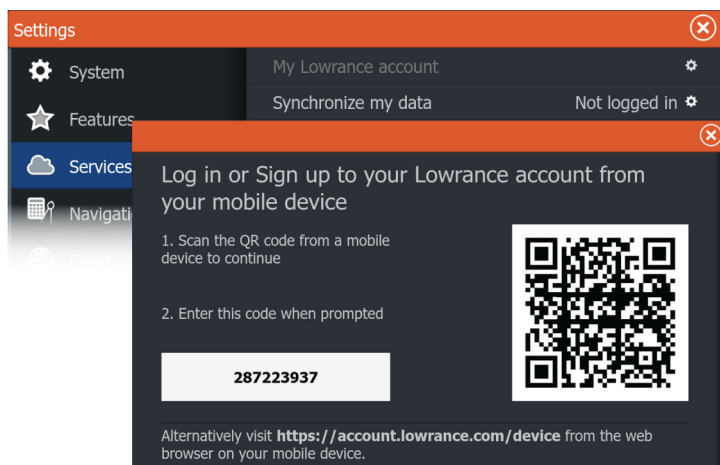 Settings
System
My Lowrance account
Synchronize my data Not logged in
Features
Services
Log in or Sign up to your Lowrance account from
your mobile device
1. Scan the QR code from a mobile
device to continue
2. Enter this code when prompted
287223937
Alternatively visit https://account.lowrance.com/device from the web
browser on your mobile device.
Navigati
Chart